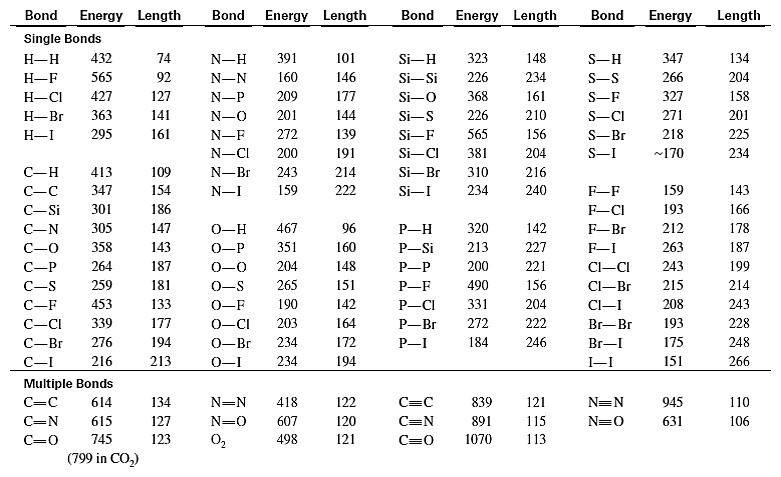 Bond Energy Length Bond Energy Length Bond Energy Length Bond Energy Length
Single Bonds
H—H 432 74 N—H 391 101 Si—H 323 148 S—H 347 134
H—F 565 92 N—N 160 146 Si—Si 226 234 S—S 266 204
H—Cl 427 127 N—P 209 177 Si—O 368 161 S—F 327 158
H—Br 363 141 N—O 201 144 Si—S 226 210 S—Cl 271 201
H—I 295 161 N—F 272 139 Si—F 565 156 S—Br 218 225
N—Cl 200 191 Si—Cl 381 204 S—I ~170 234
C—H 413 109 N—Br 243 214 Si—Br 310 216
C—C 347 154 N—I 159 222 Si—I 234 240 F—F 159 143
C—Si 301 186 F—Cl 193 166
C—N 305 147 O—H 467 96 P—H 320 142 F—Br 212 178
C—O 358 143 O—P 351 160 P—Si 213 227 F—I 263 187
C—P 264 187 O—O 204 148 P—P 200 221 Cl—Cl 243 199
C—S 259 181 O—S 265 151 P—F 490 156 Cl—Br 215 214
C—F 453 133 O—F 190 142 P—Cl 331 204 Cl—I 208 243
C—Cl 339 177 O—Cl 203 164 P—Br 272 222 Br—Br 193 228
C—Br 276 194 O—Br 234 172 P—I 184 246 Br—I 175 248
C—I 216 213 O—I 234 194 I—I 151 266
Multiple Bonds
C=C 614 134 N=N 418 122 C≡C 839 121 N≡N 945 110
C=N 615 127 N=O 607 120 C≡N 891 115 N≡O 631 106
C=O 745 123 O₂ 498 121 C≡O 1070 113
(799 in CO₂)